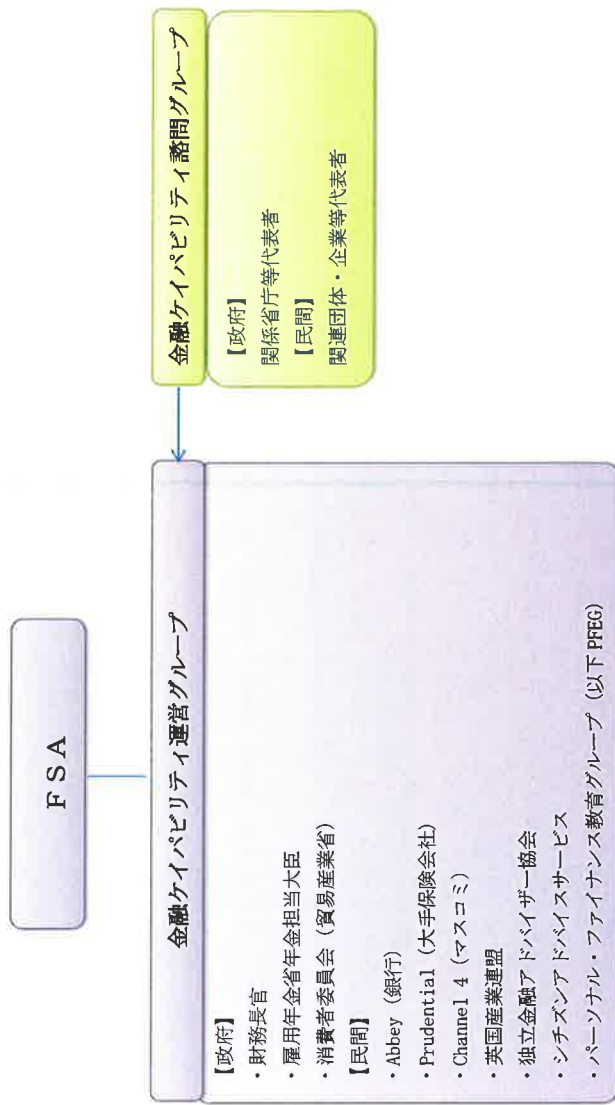 FSA
金融ケイパビリティ運営グループ
【政府】
・財務長官
・雇用年金省年金担当大臣
・消費者委員会（貿易産業省）
【民間】
・Abbey（銀行）
・Prudential（大手保険会社）
・Channel 4（マスコミ）
英国産業連盟
・独立金融アドバイザー協会
・シチズンアドバイスサービス
・パーソナル・ファイナンス教育グループ（以下 PFEG）
金融ケイパビリティ諮問グループ
【政府】
関係省庁等代表者
【民間】
関連団体・企業等代表者